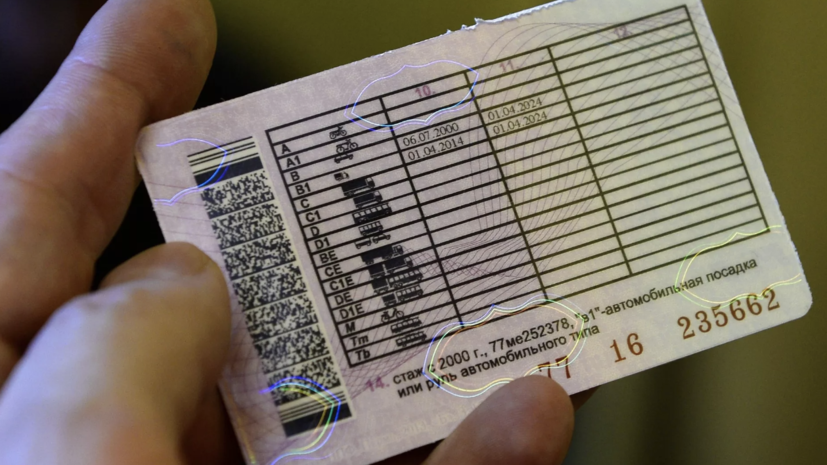 10. 11. 12.
A
A1
B 06.07.2000 01.04.2024
B1 01.04.2014 01.04.2024
C
C1
D
D1
BE
CE
C1E
DE
D1E
M
Tm
Tb
14. стаж с 2000 г., 77ме252378, "в1"-автомобильная посадка
или руль автомобильного типа
77 16 235662